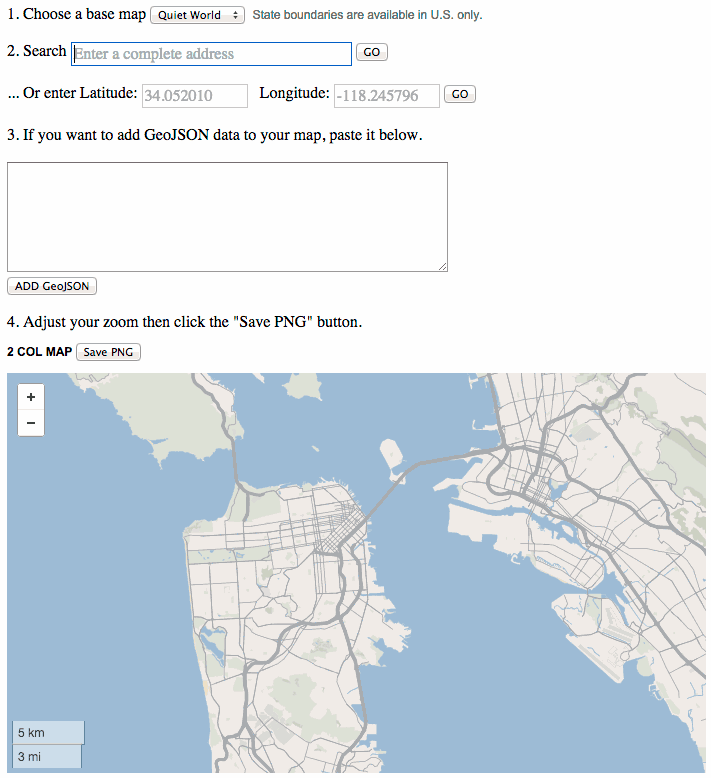 1. Choose a base map Quiet World State boundaries are available in U.S. only.
2. Search Enter a complete address GO
... Or enter Latitude: 34.052010 Longitude: -118.245796 GO
3. If you want to add GeoJSON data to your map, paste it below.
ADD GeoJSON
4. Adjust your zoom then click the "Save PNG" button.
2 COL MAP Save PNG
+
−
5 km
3 mi